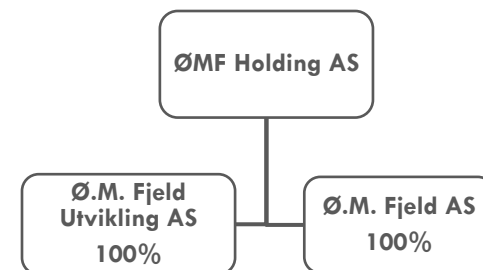 ØMF Holding AS
Ø.M. Fjeld
Utvikling AS
100%
Ø.M. Fjeld AS
100%